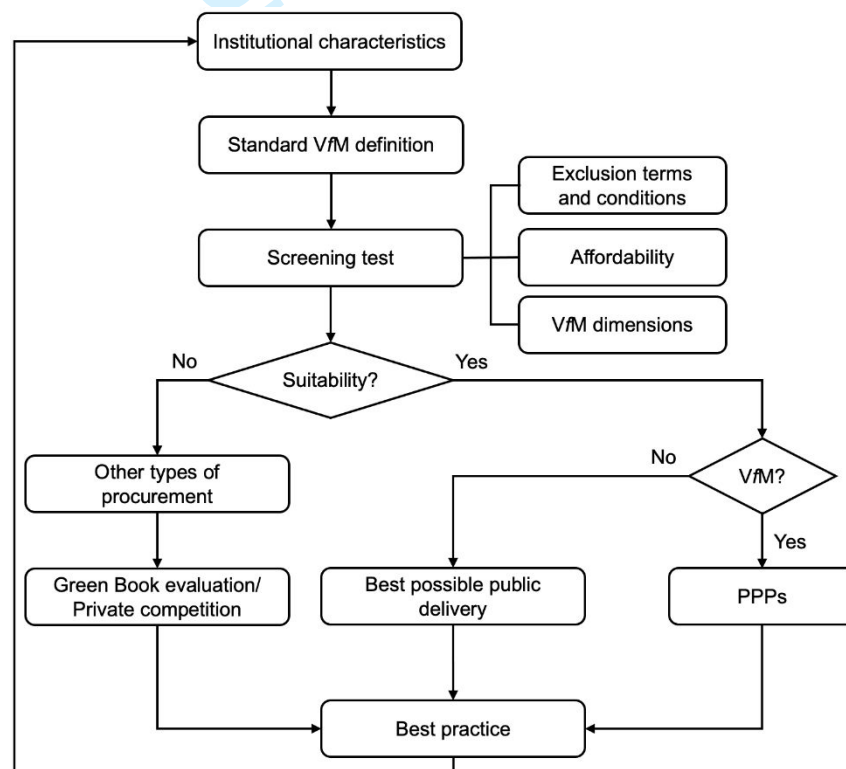 Institutional characteristics
Standard VfM definition
Exclusion terms
and conditions
Screening test
Affordability
VfM dimensions
No
Suitability?
Yes
Other types of
procurement
No
VfM?
Yes
Green Book evaluation/
Private competition
Best possible public
delivery
PPPs
Best practice